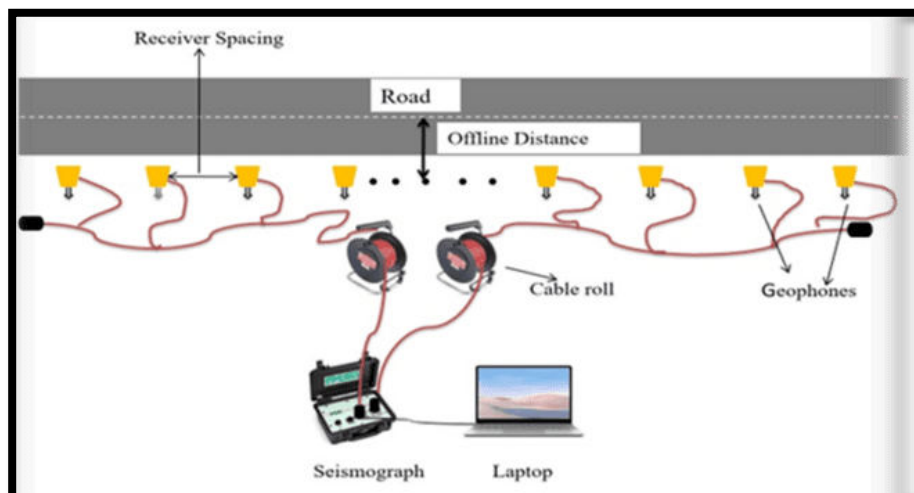 Receiver Spacing
Road
Offline Distance
Cable roll
Geophones
Seismograph
Laptop